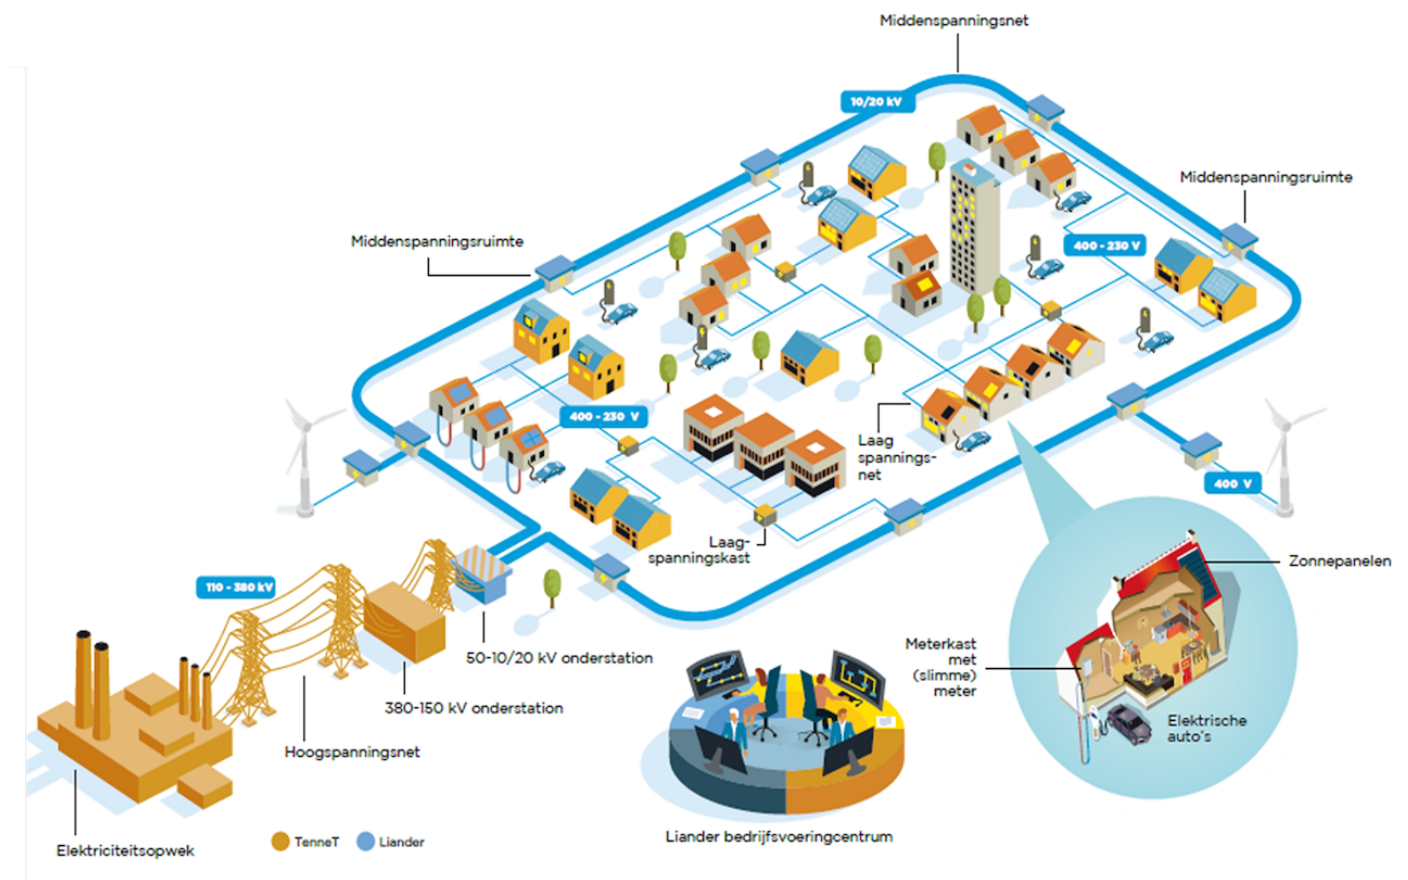 Middenspanningsnet
10/20 kV
Middenspanningsruimte
Middenspanningsruimte
400 - 230 V
400 - 230 V
Laag
spannings-
net
400 V
Laag-
spanningskast
110 - 380 kV
Zonnepanelen
50-10/20 kV onderstation
Meterkast
met
(slimme)
meter
380-150 kV onderstation
Elektrische
auto's
Hoogspanningsnet
Liander bedrijfsvoeringcentrum
TenneT
Liander
Elektriciteitsopwek